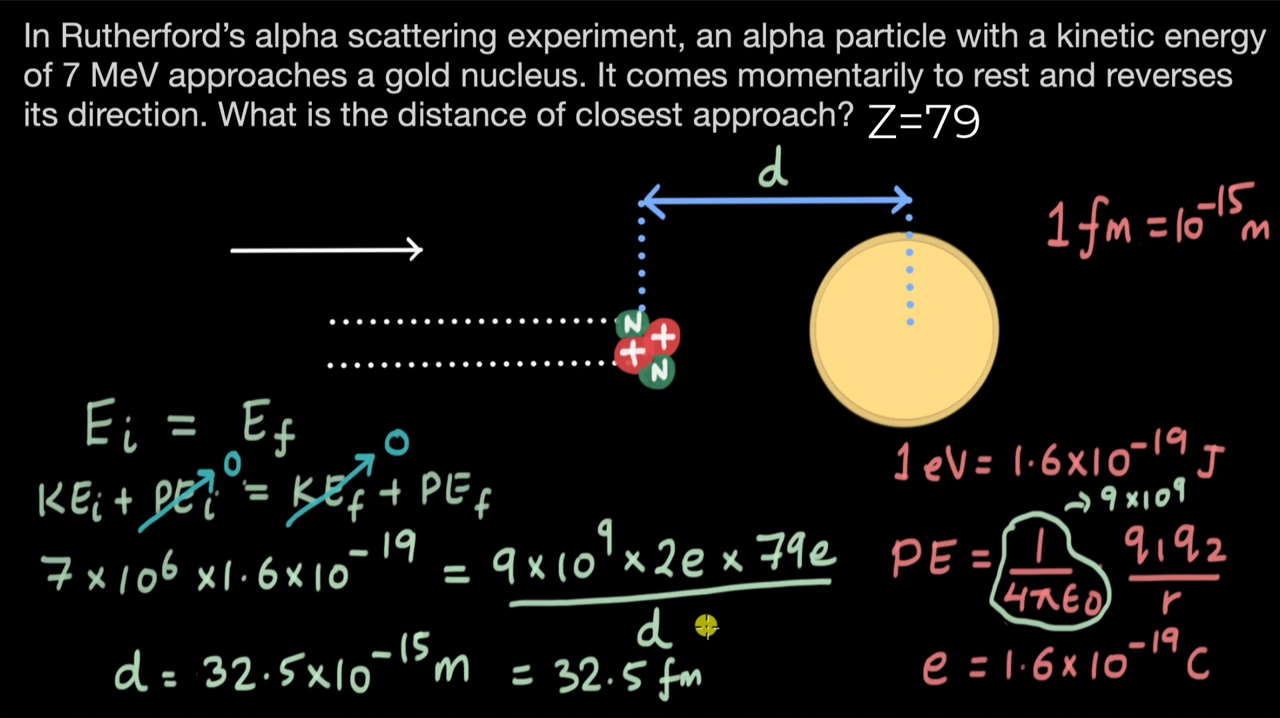 In Rutherford's alpha scattering experiment, an alpha particle with a kinetic energy
of 7 MeV approaches a gold nucleus. It comes momentarily to rest and reverses
its direction. What is the distance of closest approach? Z=79
d
1 fm = 10⁻¹⁵ m
N +
+ N
Eᵢ = E_f
0 0
KEᵢ + PEᵢ = KE_f + PE_f
7 × 10⁶ × 1.6 × 10⁻¹⁹ = 9 × 10⁹ × 2e × 79e
d
d = 32.5 × 10⁻¹⁵ m = 32.5 fm
1 eV = 1.6 × 10⁻¹⁹ J
→ 9 × 10⁹
PE = 1 q₁q₂
4πε0 r
e = 1.6 × 10⁻¹⁹ C